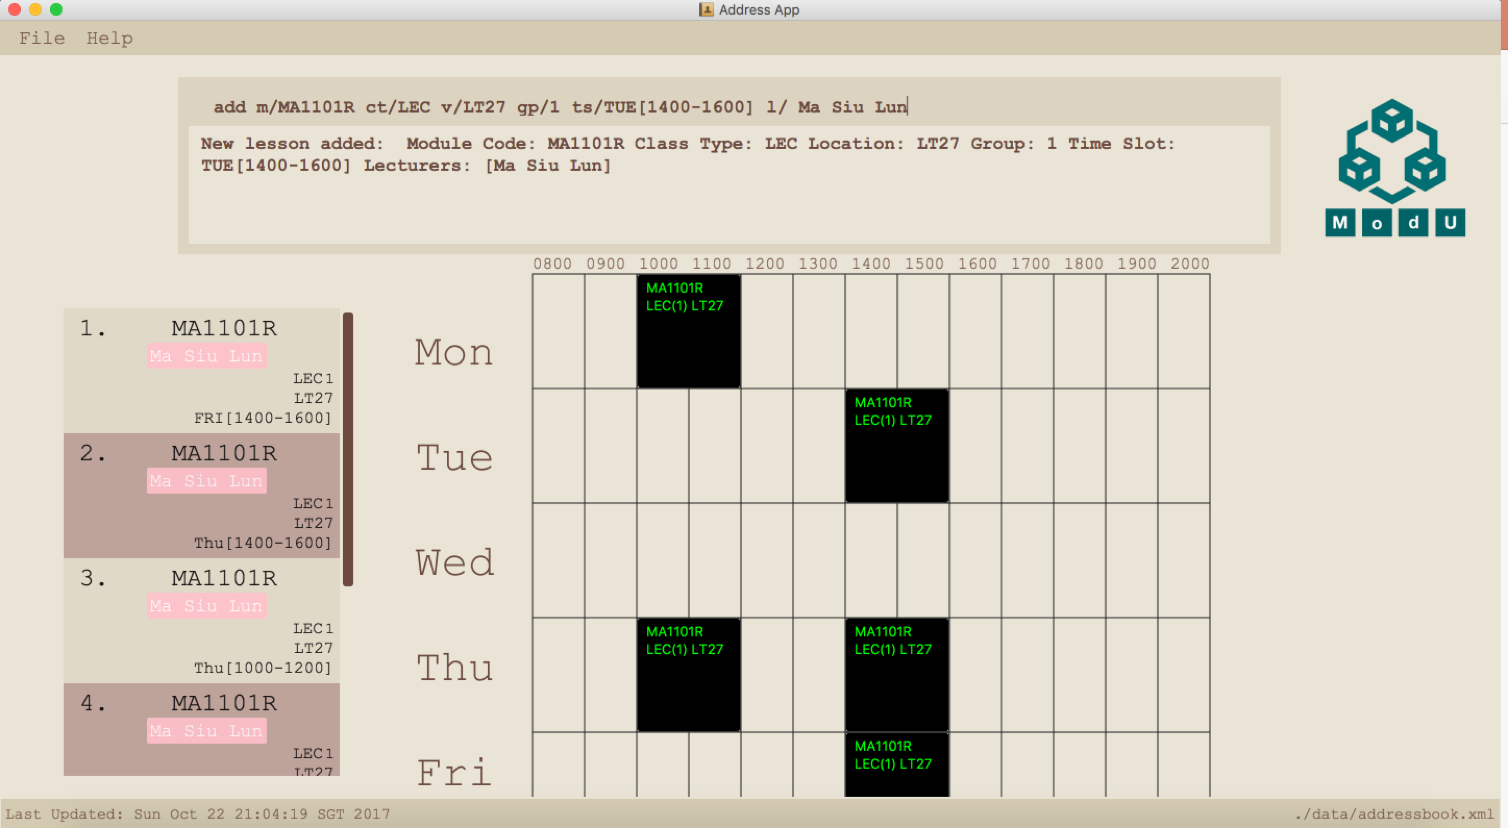 Address App
File Help
add m/MA1101R ct/LEC v/LT27 gp/1 ts/TUE[1400-1600] l/ Ma Siu Lun
New lesson added:  Module Code: MA1101R Class Type: LEC Location: LT27 Group: 1 Time Slot:
TUE[1400-1600] Lecturers: [Ma Siu Lun]
M o d U
1. MA1101R
Ma Siu Lun
LEC1
LT27
FRI[1400-1600]
2. MA1101R
Ma Siu Lun
LEC1
LT27
Thu[1400-1600]
3. MA1101R
Ma Siu Lun
LEC1
LT27
Thu[1000-1200]
4. MA1101R
Ma Siu Lun
LEC1
LT27
0800 0900 1000 1100 1200 1300 1400 1500 1600 1700 1800 1900 2000
Mon
MA1101R
LEC(1) LT27
Tue
MA1101R
LEC(1) LT27
Wed
Thu
MA1101R
LEC(1) LT27
MA1101R
LEC(1) LT27
Fri
MA1101R
LEC(1) LT27
Last Updated: Sun Oct 22 21:04:19 SGT 2017
./data/addressbook.xml